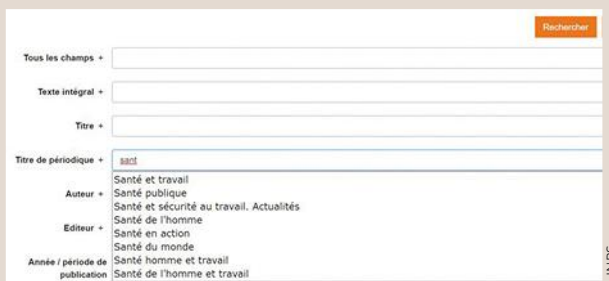 Rechercher
Tous les champs +
Texte intégral +
Titre +
Titre de périodique + sant
Santé et travail
Auteur + Santé publique
Santé et sécurité au travail. Actualités
Editeur + Santé de l'homme
Santé en action
Santé du monde
Année / période de Santé homme et travail
publication Santé de l'homme et travail